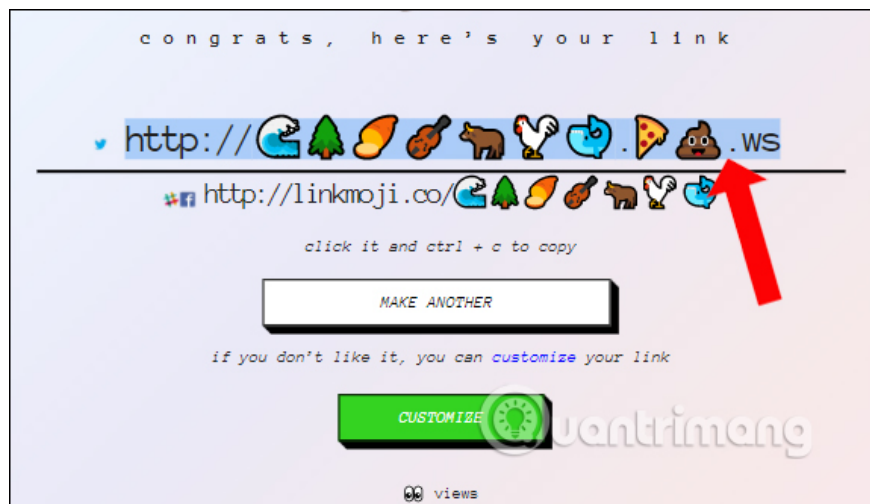 congrats, here's your link
http://🌊🌲🍠🎻🐂🐓🐳.🍕💩.ws
http://linkmoji.co/🌊🌲🍠🎻🐂🐓🐳
click it and ctrl + c to copy
MAKE ANOTHER
if you don't like it, you can customize your link
CUSTOMIZE
uantrimang
👀 views